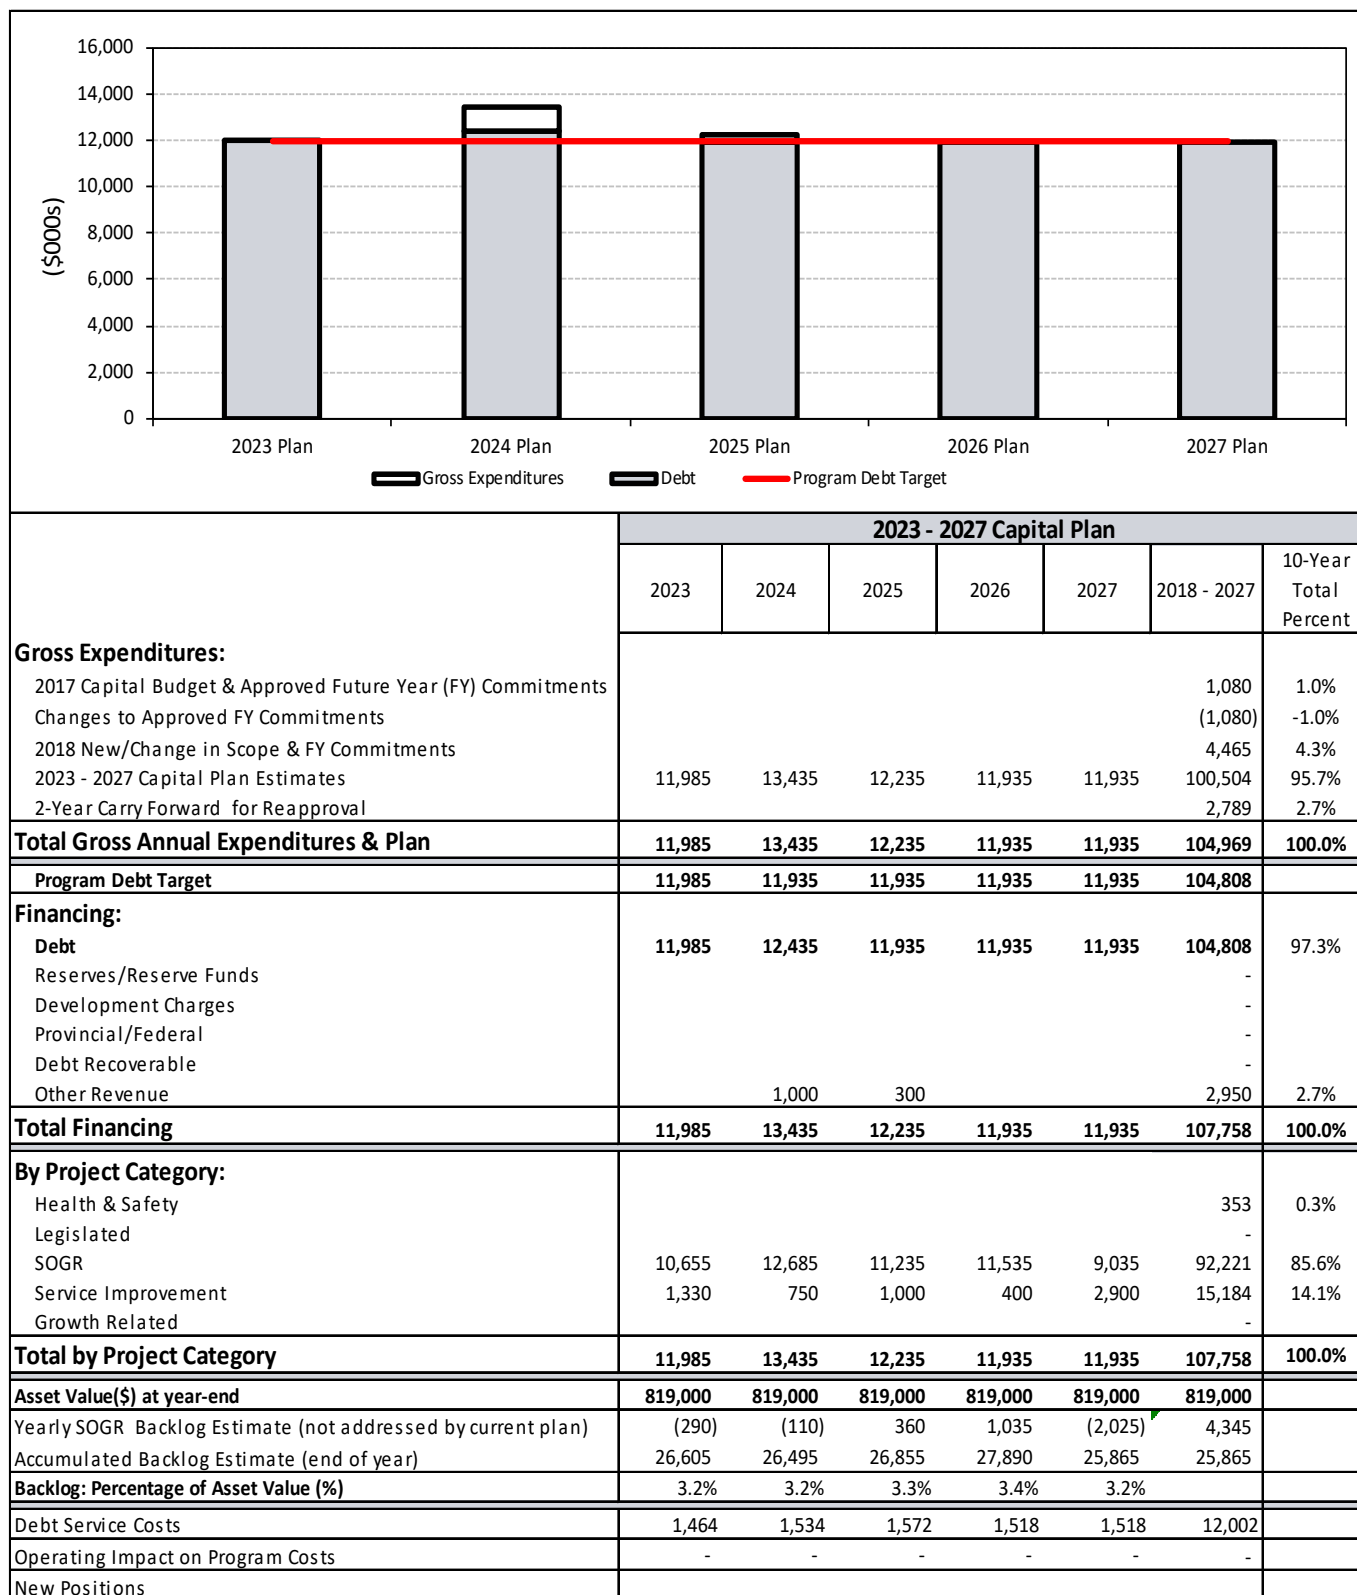 16,000
14,000
12,000
10,000
8,000
6,000
4,000
2,000
0
($000s)
2023 Plan 2024 Plan 2025 Plan 2026 Plan 2027 Plan
Gross Expenditures Debt Program Debt Target
2023 - 2027 Capital Plan
2023 2024 2025 2026 2027 2018 - 2027 10-Year Total Percent
Gross Expenditures:
2017 Capital Budget & Approved Future Year (FY) Commitments 1,080 1.0%
Changes to Approved FY Commitments (1,080) -1.0%
2018 New/Change in Scope & FY Commitments 4,465 4.3%
2023 - 2027 Capital Plan Estimates 11,985 13,435 12,235 11,935 11,935 100,504 95.7%
2-Year Carry Forward for Reapproval 2,789 2.7%
Total Gross Annual Expenditures & Plan 11,985 13,435 12,235 11,935 11,935 104,969 100.0%
Program Debt Target 11,985 11,935 11,935 11,935 11,935 104,808
Financing:
Debt 11,985 12,435 11,935 11,935 11,935 104,808 97.3%
Reserves/Reserve Funds -
Development Charges -
Provincial/Federal -
Debt Recoverable -
Other Revenue 1,000 300 2,950 2.7%
Total Financing 11,985 13,435 12,235 11,935 11,935 107,758 100.0%
By Project Category:
Health & Safety 353 0.3%
Legislated -
SOGR 10,655 12,685 11,235 11,535 9,035 92,221 85.6%
Service Improvement 1,330 750 1,000 400 2,900 15,184 14.1%
Growth Related -
Total by Project Category 11,985 13,435 12,235 11,935 11,935 107,758 100.0%
Asset Value($) at year-end 819,000 819,000 819,000 819,000 819,000 819,000
Yearly SOGR Backlog Estimate (not addressed by current plan) (290) (110) 360 1,035 (2,025) 4,345
Accumulated Backlog Estimate (end of year) 26,605 26,495 26,855 27,890 25,865 25,865
Backlog: Percentage of Asset Value (%) 3.2% 3.2% 3.3% 3.4% 3.2%
Debt Service Costs 1,464 1,534 1,572 1,518 1,518 12,002
Operating Impact on Program Costs - - - - - -
New Positions